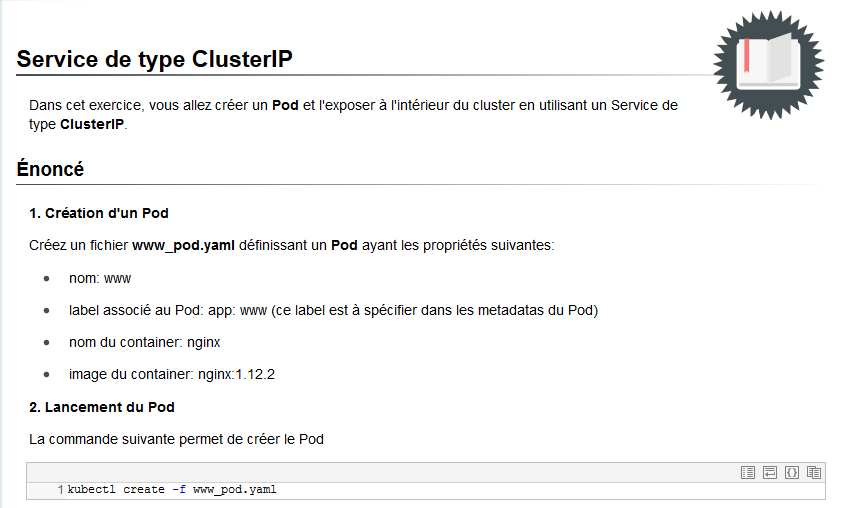 Service de type ClusterIP
Dans cet exercice, vous allez créer un Pod et l'exposer à l'intérieur du cluster en utilisant un Service de
type ClusterIP.
Énoncé
1. Création d'un Pod
Créez un fichier www_pod.yaml définissant un Pod ayant les propriétés suivantes:
nom: www
label associé au Pod: app: www (ce label est à spécifier dans les metadatas du Pod)
nom du container: nginx
image du container: nginx:1.12.2
2. Lancement du Pod
La commande suivante permet de créer le Pod
1 kubectl create -f www_pod.yaml